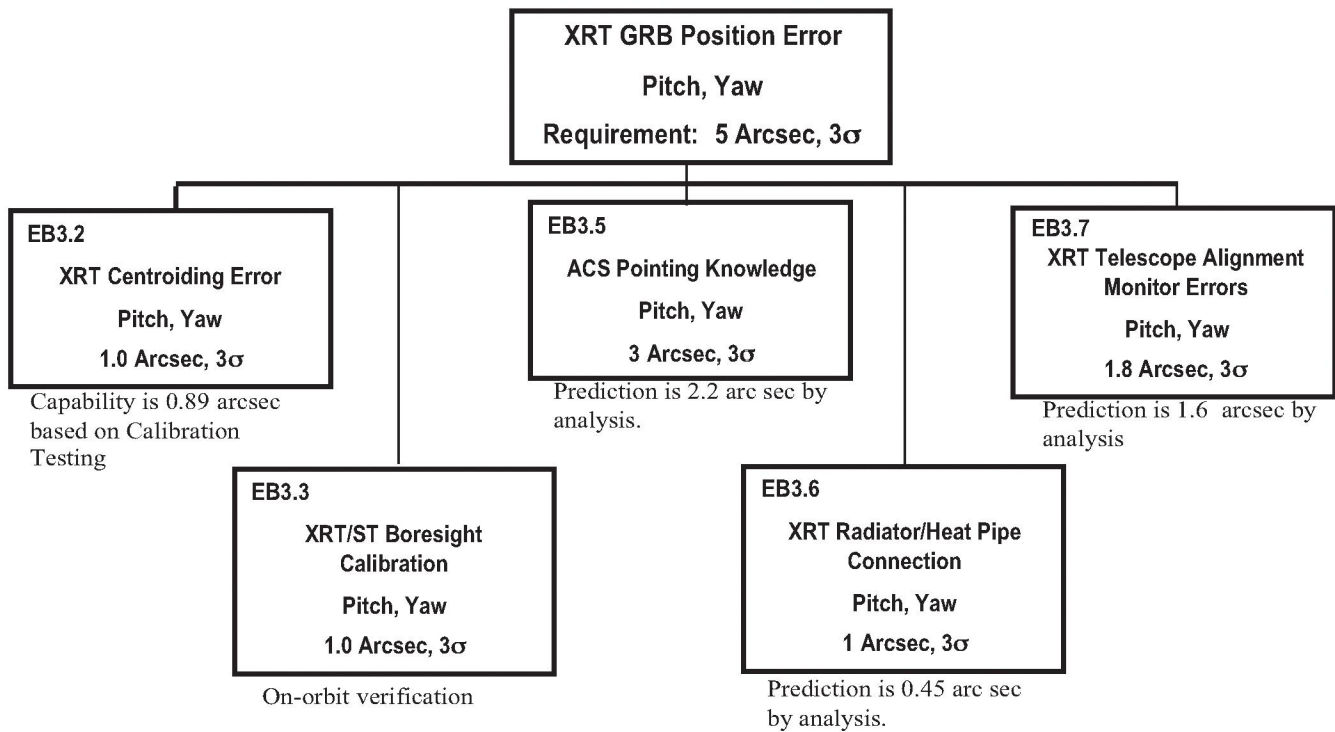 XRT GRB Position Error
Pitch, Yaw
Requirement: 5 Arcsec, 3σ
EB3.2
XRT Centroiding Error
Pitch, Yaw
1.0 Arcsec, 3σ
Capability is 0.89 arcsec
based on Calibration
Testing
EB3.3
XRT/ST Boresight
Calibration
Pitch, Yaw
1.0 Arcsec, 3σ
On-orbit verification
EB3.5
ACS Pointing Knowledge
Pitch, Yaw
3 Arcsec, 3σ
Prediction is 2.2 arc sec by
analysis.
EB3.6
XRT Radiator/Heat Pipe
Connection
Pitch, Yaw
1 Arcsec, 3σ
Prediction is 0.45 arc sec
by analysis.
EB3.7
XRT Telescope Alignment
Monitor Errors
Pitch, Yaw
1.8 Arcsec, 3σ
Prediction is 1.6 arcsec by
analysis